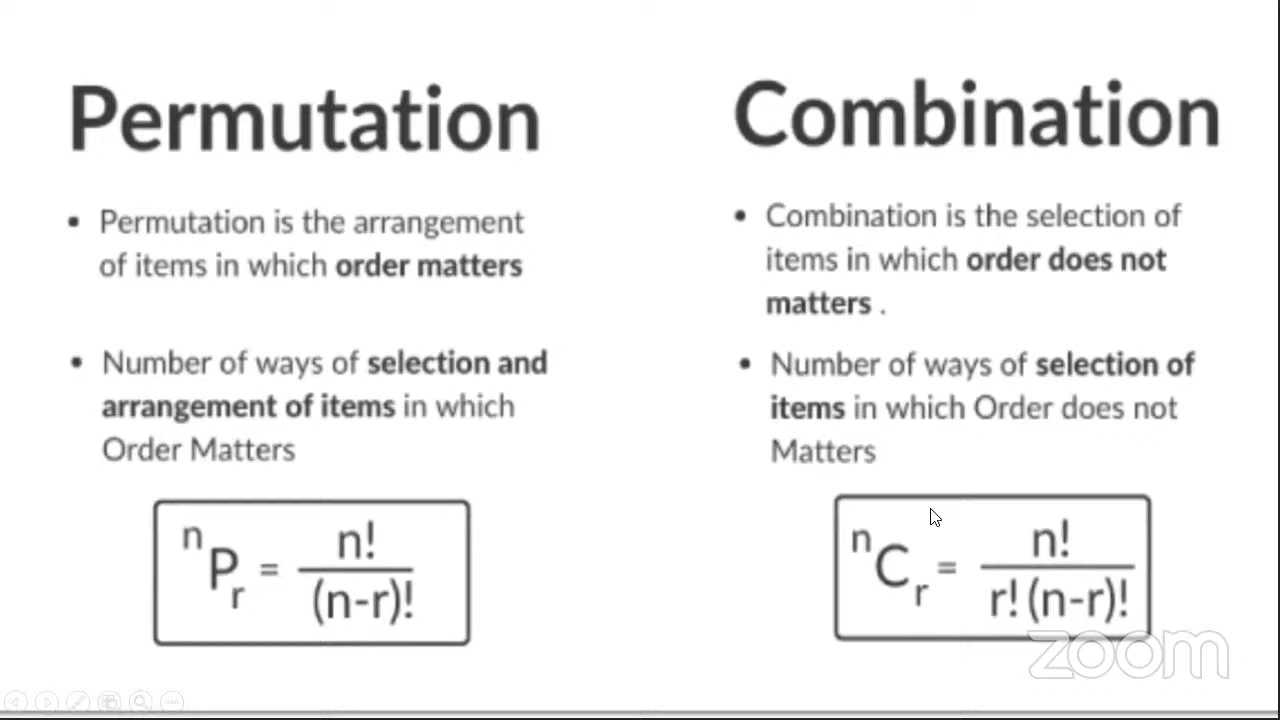 Permutation
• Permutation is the arrangement
of items in which order matters
• Number of ways of selection and
arrangement of items in which
Order Matters
n P r = n! / (n-r)!
Combination
• Combination is the selection of
items in which order does not
matters .
• Number of ways of selection of
items in which Order does not
Matters
n C r = n! / r! (n-r)!
zoom